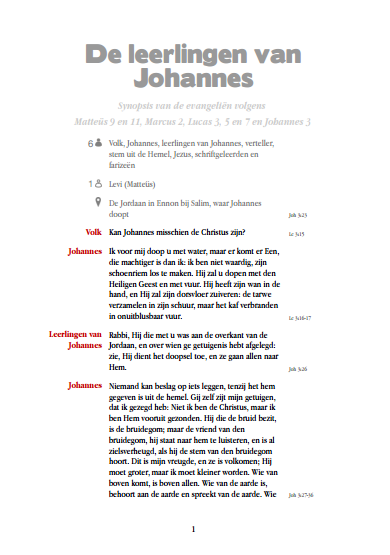 De leerlingen van
Johannes
Synopsis van de evangeliën volgens
Matteüs 9 en 11, Marcus 2, Lucas 3, 5 en 7 en Johannes 3
6 Volk, Johannes, leerlingen van Johannes, verteller,
stem uit de Hemel, Jezus, schriftgeleerden en
farizeën
1 Levi (Matteüs)
De Jordaan in Ennon bij Salim, waar Johannes
doopt Joh 3:23
Volk Kan Johannes misschien de Christus zijn? Lc 3:15
Johannes Ik voor mij doop u met water, maar er komt er Een,
die machtiger is dan ik: ik ben niet waardig, zijn
schoenriem los te maken. Hij zal u dopen met den
Heiligen Geest en met vuur. Hij heeft zijn wan in de
hand, en Hij zal zijn dorsvloer zuiveren: de tarwe
verzamelen in zijn schuur, maar het kaf verbranden
in onuitblusbaar vuur. Lc 3:16-17
Leerlingen van Rabbi, Hij die met u was aan de overkant van de
Johannes Jordaan, en over wien ge getuigenis hebt afgelegd:
zie, Hij dient het doopsel toe, en ze gaan allen naar
Hem. Joh 3:26
Johannes Niemand kan beslag op iets leggen, tenzij het hem
gegeven is uit de hemel. Gij zelf zijt mijn getuigen,
dat ik gezegd heb: Niet ik ben de Christus, maar ik
ben Hem vooruit gezonden. Hij die de bruid bezit,
is de bruidegom; maar de vriend van den
bruidegom, hij staat naar hem te luisteren, en is al
zielsverheugd, als hij de stem van den bruidegom
hoort. Dit is mijn vreugde, en ze is volkomen; Hij
moet groter, maar ik moet kleiner worden. Wie van
boven komt, is boven allen. Wie van de aarde is,
behoort aan de aarde en spreekt van de aarde. Wie Joh 3:27-36
1